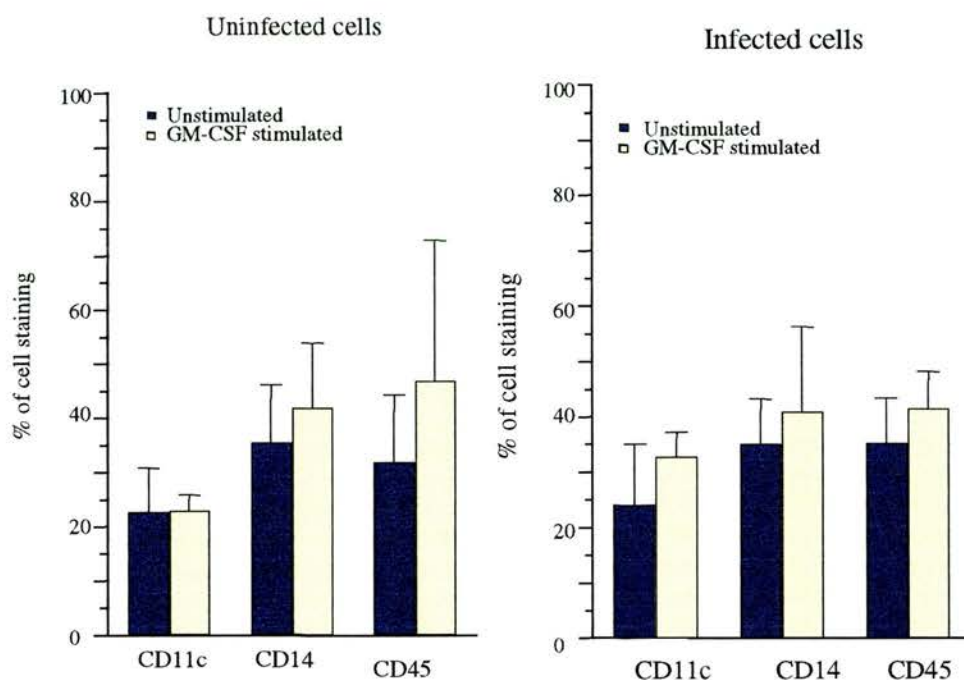 Uninfected cells
Unstimulated
GM-CSF stimulated
% of cell staining
100
80
60
40
20
0
CD11c
CD14
CD45
Infected cells
Unstimulated
GM-CSF stimulated
% of cell staining
100
80
60
40
20
0
CD11c
CD14
CD45